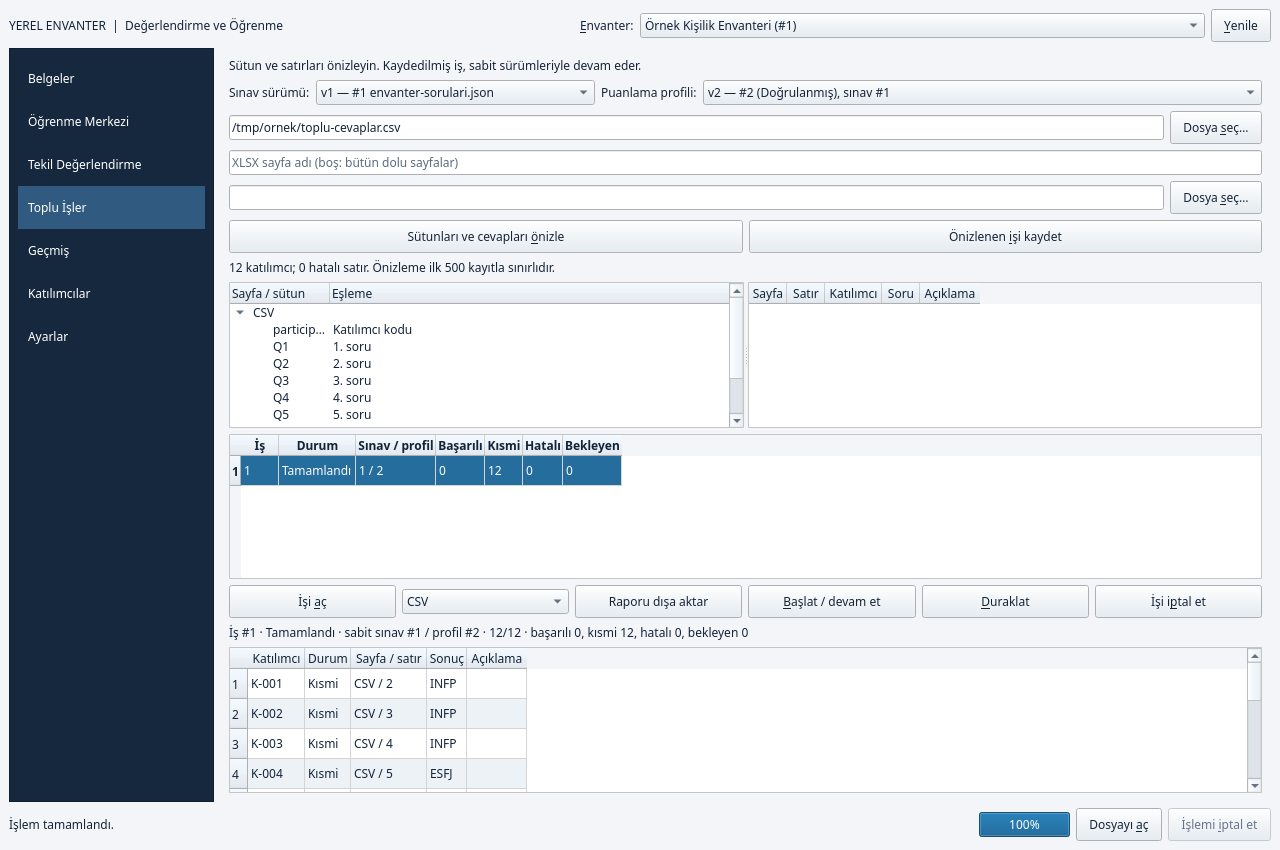 YEREL ENVANTER | Değerlendirme ve Öğrenme
Envanter: Örnek Kişilik Envanteri (#1) Yenile
Belgeler
Öğrenme Merkezi
Tekil Değerlendirme
Toplu İşler
Geçmiş
Katılımcılar
Ayarlar
Sütun ve satırları önizleyin. Kaydedilmiş iş, sabit sürümleriyle devam eder.
Sınav sürümü: v1 — #1 envanter-sorulari.json Puanlama profili: v2 — #2 (Doğrulanmış), sınav #1
/tmp/ornek/toplu-cevaplar.csv Dosya seç...
XLSX sayfa adı (boş: bütün dolu sayfalar)
Dosya seç...
Sütunları ve cevapları önizle Önizlenen işi kaydet
12 katılımcı; 0 hatalı satır. Önizleme ilk 500 kayıtla sınırlıdır.
Sayfa / sütun Eşleme
CSV
particip... Katılımcı kodu
Q1 1. soru
Q2 2. soru
Q3 3. soru
Q4 4. soru
Q5 5. soru
Sayfa Satır Katılımcı Soru Açıklama
İş Durum Sınav / profil Başarılı Kısmi Hatalı Bekleyen
1 1 Tamamlandı 1 / 2 0 12 0 0
İşi aç CSV Raporu dışa aktar Başlat / devam et Duraklat İşi iptal et
İş #1 · Tamamlandı · sabit sınav #1 / profil #2 · 12/12 · başarılı 0, kısmi 12, hatalı 0, bekleyen 0
Katılımcı Durum Sayfa / satır Sonuç Açıklama
1 K-001 Kısmi CSV / 2 INFP
2 K-002 Kısmi CSV / 3 INFP
3 K-003 Kısmi CSV / 4 INFP
4 K-004 Kısmi CSV / 5 ESFJ
İşlem tamamlandı. 100% Dosyayı aç İşlemi iptal et